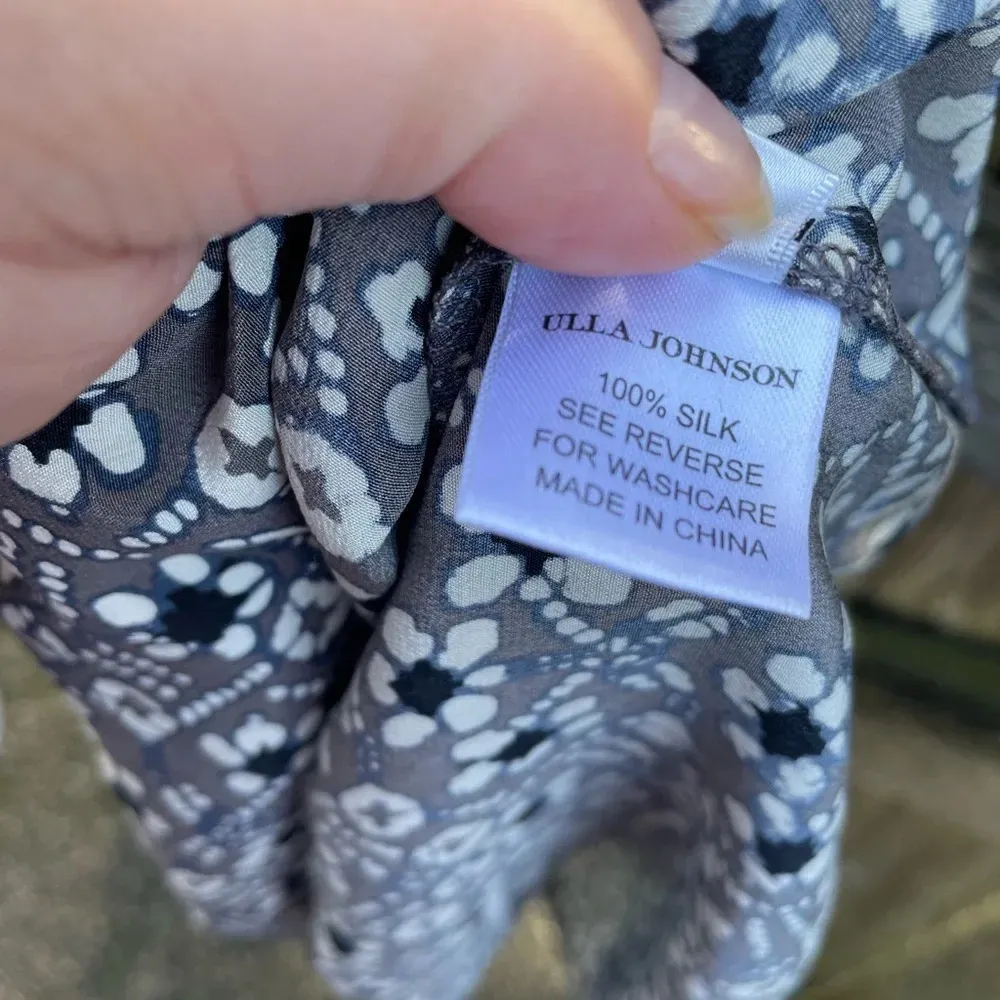 ULLA JOHNSON
100% SILK
SEE REVERSE
FOR WASHCARE
MADE IN CHINA